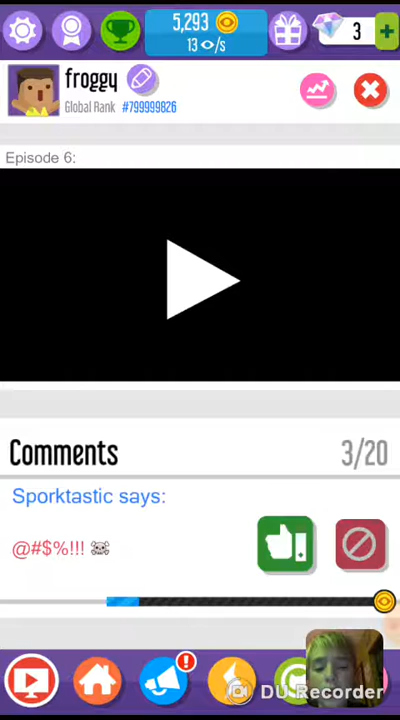 5,293
13 /s
3
froggy
Global Rank #799999826
Episode 6:
Comments 3/20
Sporktastic says:
@#$%!!! ☠
DU Recorder